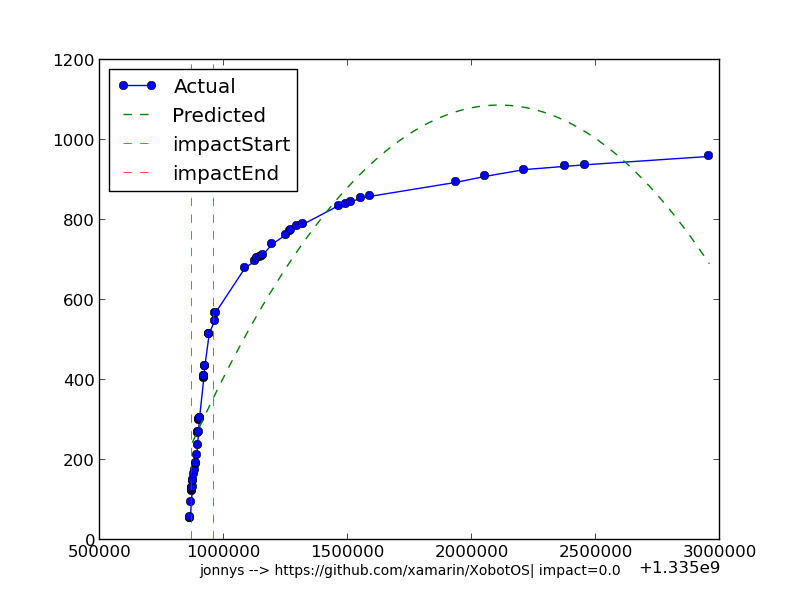 1200
1000
800
600
400
200
0
Actual
Predicted
impactStart
impactEnd
500000 1000000 1500000 2000000 2500000 3000000
+1.335e9
jonnys --> https://github.com/xamarin/XobotOS| impact=0.0